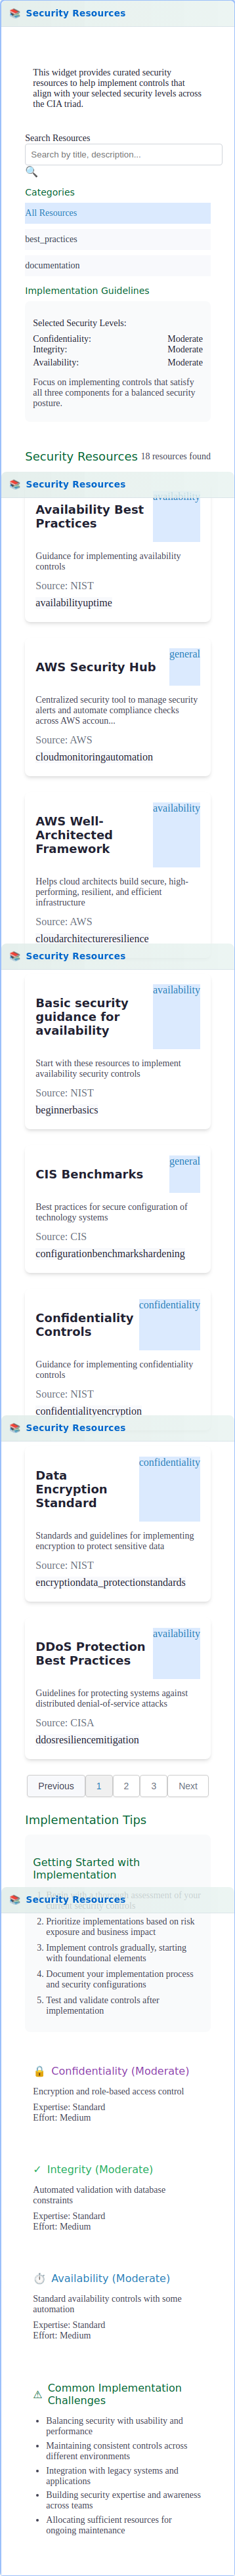 📚 Security Resources
This widget provides curated security
resources to help implement controls that
align with your selected security levels across
the CIA triad.
Search Resources
Search by title, description...
🔍
Categories
All Resources
best_practices
documentation
Implementation Guidelines
Selected Security Levels:
Confidentiality: Moderate
Integrity: Moderate
Availability: Moderate
Focus on implementing controls that satisfy
all three components for a balanced security
posture.
Security Resources 18 resources found
📚 Security Resources
availability
Availability Best
Practices
Guidance for implementing availability
controls
Source: NIST
availabilityuptime
general
AWS Security Hub
Centralized security tool to manage security
alerts and automate compliance checks
across AWS accoun...
Source: AWS
cloudmonitoringautomation
availability
AWS Well-
Architected
Framework
Helps cloud architects build secure, high-
performing, resilient, and efficient
infrastructure
Source: AWS
cloudarchitectureresilience
📚 Security Resources
availability
Basic security
guidance for
availability
Start with these resources to implement
availability security controls
Source: NIST
beginnerbasics
general
CIS Benchmarks
Best practices for secure configuration of
technology systems
Source: CIS
configurationbenchmarkshardening
confidentiality
Confidentiality
Controls
Guidance for implementing confidentiality
controls
Source: NIST
confidentialityencryption
📚 Security Resources
confidentiality
Data
Encryption
Standard
Standards and guidelines for implementing
encryption to protect sensitive data
Source: NIST
encryptiondata_protectionstandards
availability
DDoS Protection
Best Practices
Guidelines for protecting systems against
distributed denial-of-service attacks
Source: CISA
ddosresiliencemitigation
Previous 1 2 3 Next
Implementation Tips
Getting Started with
Implementation
📚 Security Resources
assessment of your
current security controls
2. Prioritize implementations based on risk
exposure and business impact
3. Implement controls gradually, starting
with foundational elements
4. Document your implementation process
and security configurations
5. Test and validate controls after
implementation
🔒 Confidentiality (Moderate)
Encryption and role-based access control
Expertise: Standard
Effort: Medium
✓ Integrity (Moderate)
Automated validation with database
constraints
Expertise: Standard
Effort: Medium
⏱️ Availability (Moderate)
Standard availability controls with some
automation
Expertise: Standard
Effort: Medium
⚠ Common Implementation
Challenges
• Balancing security with usability and
performance
• Maintaining consistent controls across
different environments
• Integration with legacy systems and
applications
• Building security expertise and awareness
across teams
• Allocating sufficient resources for
ongoing maintenance